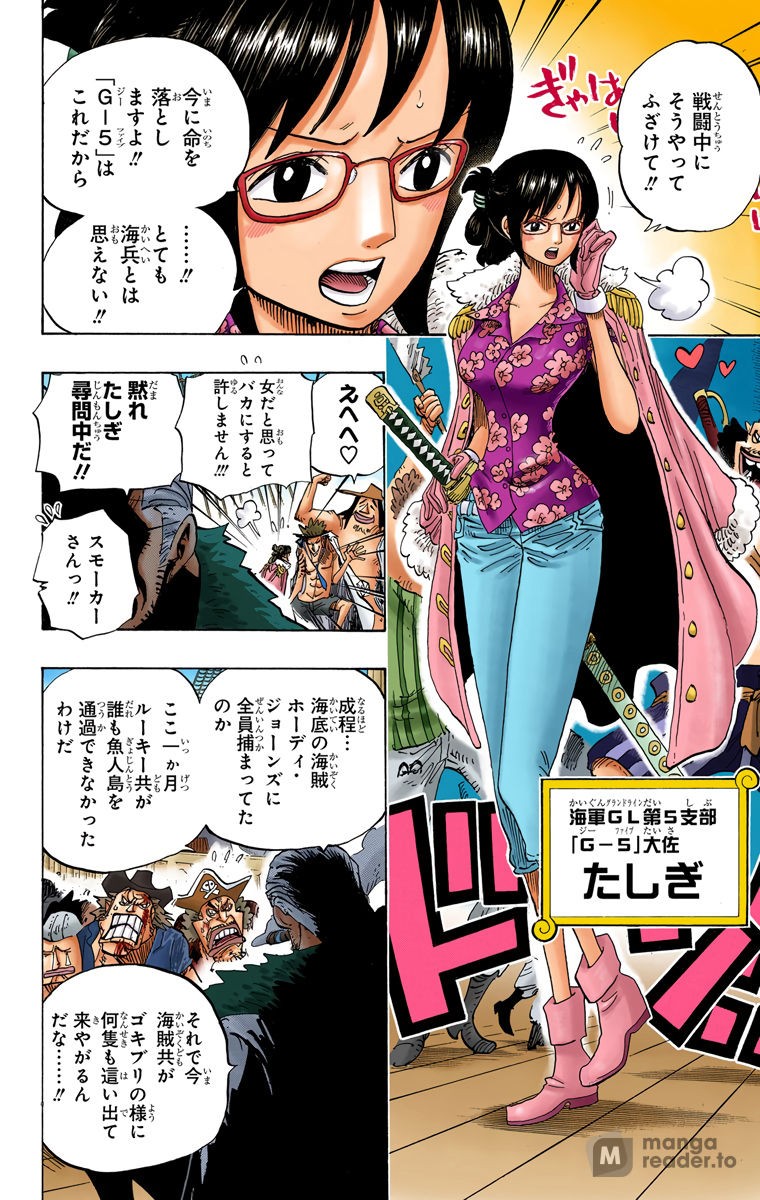 ぎゃはは
戦闘中に
そうやって
ふざけて!!
今に命を
落とし
ますよ!!
「G-5」は
これだから
……!!
とても
海兵とは
思えない!!
海軍GL第5支部
「G-5」大佐
たしぎ
ドドン
えへへ♡
女だと思って
バカにすると
許しません!!!
黙れ
たしぎ
尋問中だ!!
スモーカー
さんっ!!
成程…
海底の海賊
ホーディ・
ジョーンズに
全員捕まってた
のか
ここ一か月
ルーキー共が
誰も魚人島を
通過できなかった
わけだ
それで今
海賊共が
ゴキブリの様に
何隻も這い出て
来やがるん
だな……!!
M manga
reader.to